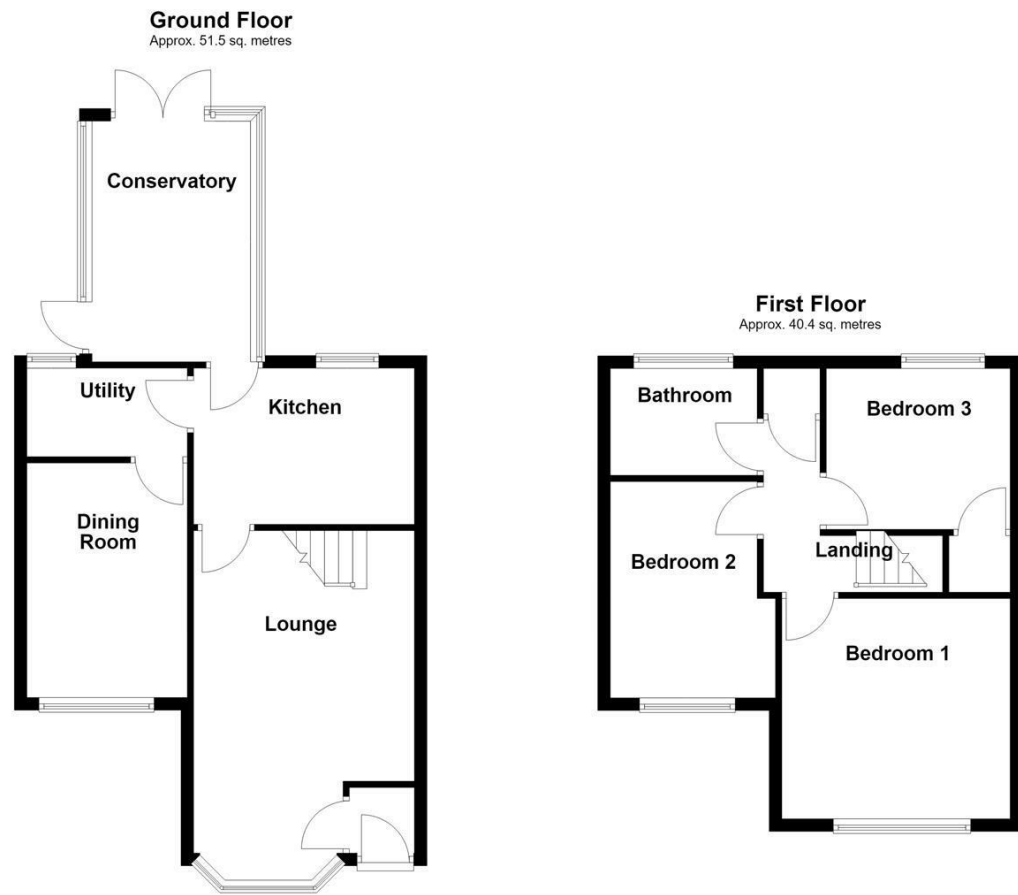 Ground Floor
Approx. 51.5 sq. metres
Conservatory
Utility
Kitchen
Dining
Room
Lounge
First Floor
Approx. 40.4 sq. metres
Bathroom
Bedroom 3
Bedroom 2
Landing
Bedroom 1